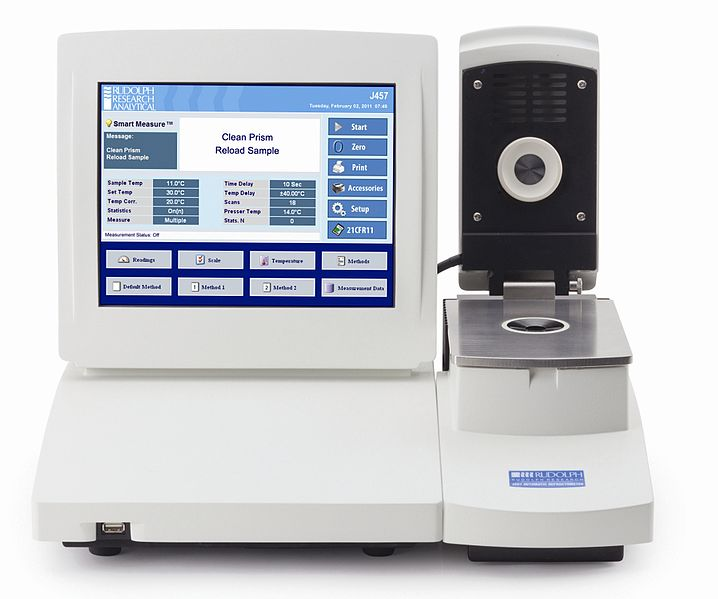 RUDOLPH
RESEARCH
ANALYTICAL
J457
Tuesday, February 02, 2011 07:46
Smart Measure™
Message:
Clean Prism
Reload Sample
Clean Prism
Reload Sample
Start
Zero
Print
Accessories
Setup
21CFR11
Sample Temp 11.0°C Time Delay 10 Sec
Set Temp 30.0°C Temp Delay ±40.00°C
Temp Corr. 20.0°C Scans 18
Statistics On(n) Presser Temp 14.0°C
Measure Multiple Stats. N 0
Measurement Status: Off
Readings Scale Temperature Methods
Default Method 1 Method 1 2 Method 2 Measurement Data
RUDOLPH
RUDOLPH RESEARCH
J457 AUTOMATIC REFRACTOMETER